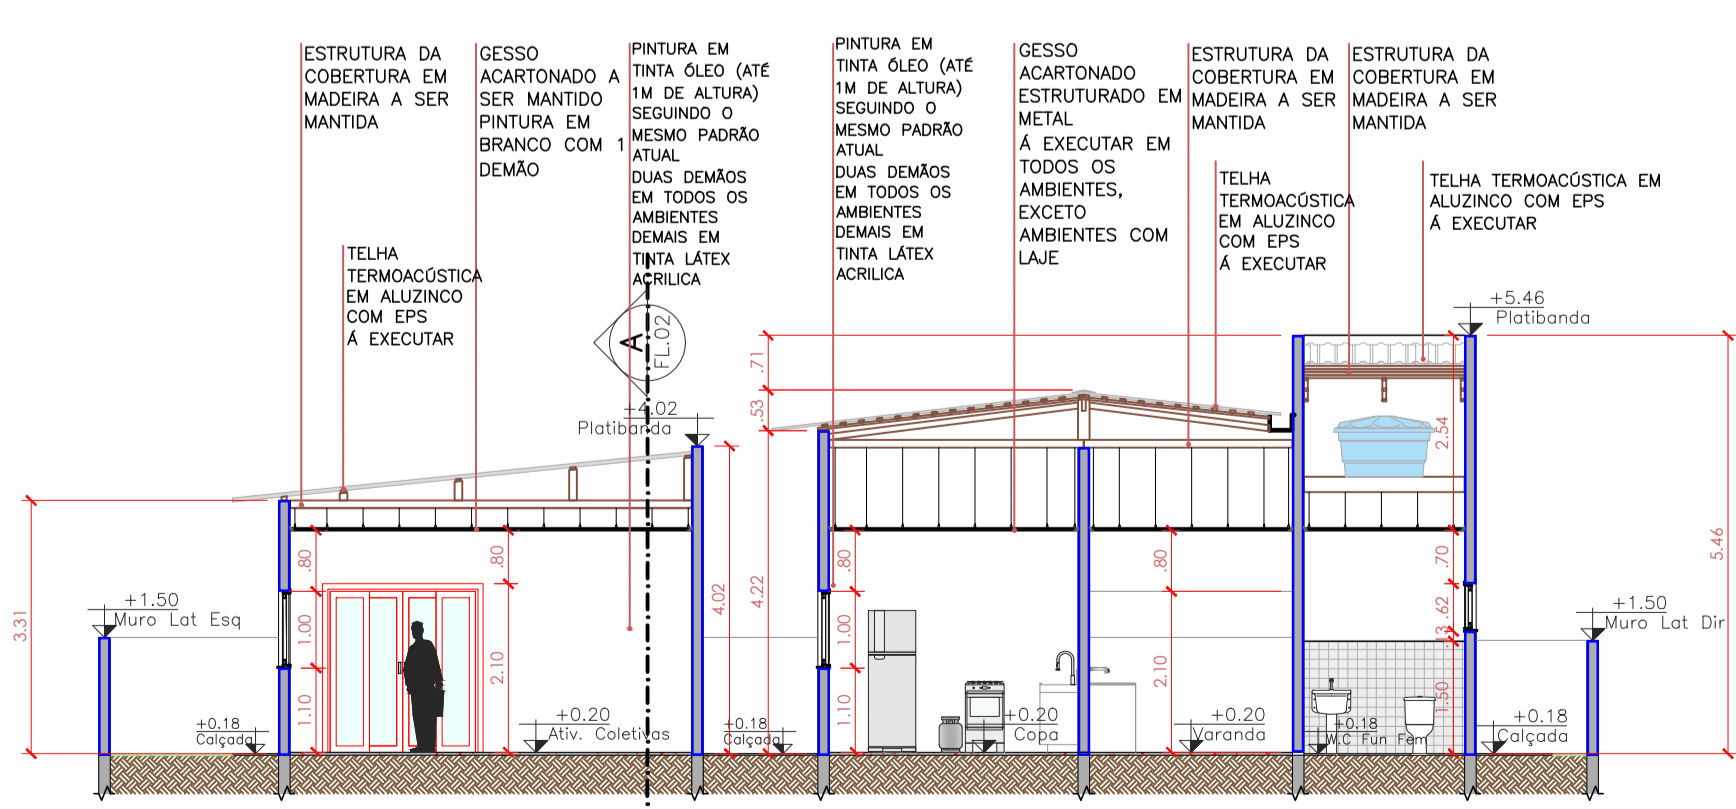 ESTRUTURA DA
COBERTURA EM
MADEIRA A SER
MANTIDA
GESSO
ACARTONADO A
SER MANTIDO
PINTURA EM
BRANCO COM 1
DEMÃO
PINTURA EM
TINTA ÓLEO (ATÉ
1M DE ALTURA)
SEGUINDO O
MESMO PADRÃO
ATUAL
DUAS DEMÃOS
EM TODOS OS
AMBIENTES
DEMAIS EM
TINTA LÁTEX
ACRILICA
PINTURA EM
TINTA ÓLEO (ATÉ
1M DE ALTURA)
SEGUINDO O
MESMO PADRÃO
ATUAL
DUAS DEMÃOS
EM TODOS OS
AMBIENTES
DEMAIS EM
TINTA LÁTEX
ACRILICA
GESSO
ACARTONADO
ESTRUTURADO EM
METAL
Á EXECUTAR EM
TODOS OS
AMBIENTES,
EXCETO
AMBIENTES COM
LAJE
ESTRUTURA DA
COBERTURA EM
MADEIRA A SER
MANTIDA
ESTRUTURA DA
COBERTURA EM
MADEIRA A SER
MANTIDA
TELHA
TERMOACÚSTICA
EM ALUZINCO
COM EPS
Á EXECUTAR
TELHA TERMOACÚSTICA EM
ALUZINCO COM EPS
Á EXECUTAR
TELHA
TERMOACÚSTICA
EM ALUZINCO
COM EPS
Á EXECUTAR
A
FL.02
+5.46
Platibanda
+4.02
Platibanda
.71
.53
2.54
5.46
3.31
4.02
4.22
.80
.80
.80
.80
.70
+1.50
Muro Lat Esq
1.00
2.10
1.10
1.00
1.10
2.10
.62
.13
1.50
+1.50
Muro Lat Dir
+0.18
Calçada
+0.20
Ativ. Coletivas
+0.18
Calçada
+0.20
Copa
+0.20
Varanda
+0.18
W.C Fun Fem
+0.18
Calçada